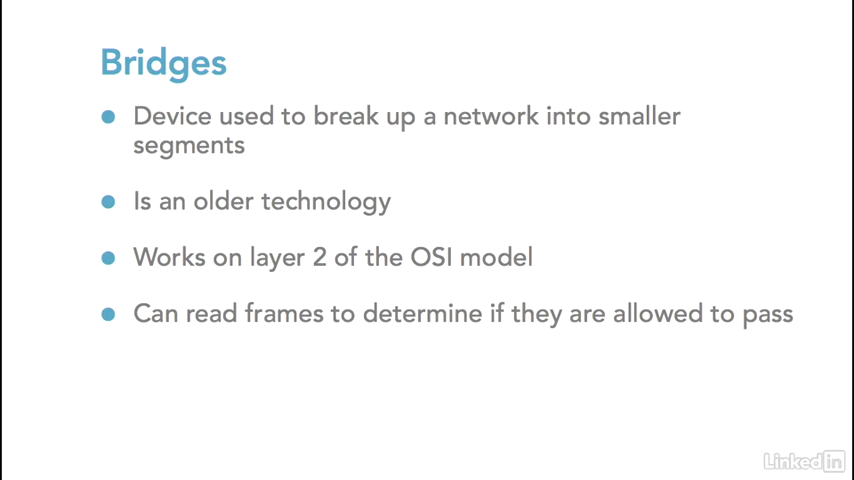 Bridges
Device used to break up a network into smaller
segments
Is an older technology
Works on layer 2 of the OSI model
Can read frames to determine if they are allowed to pass
Linked in